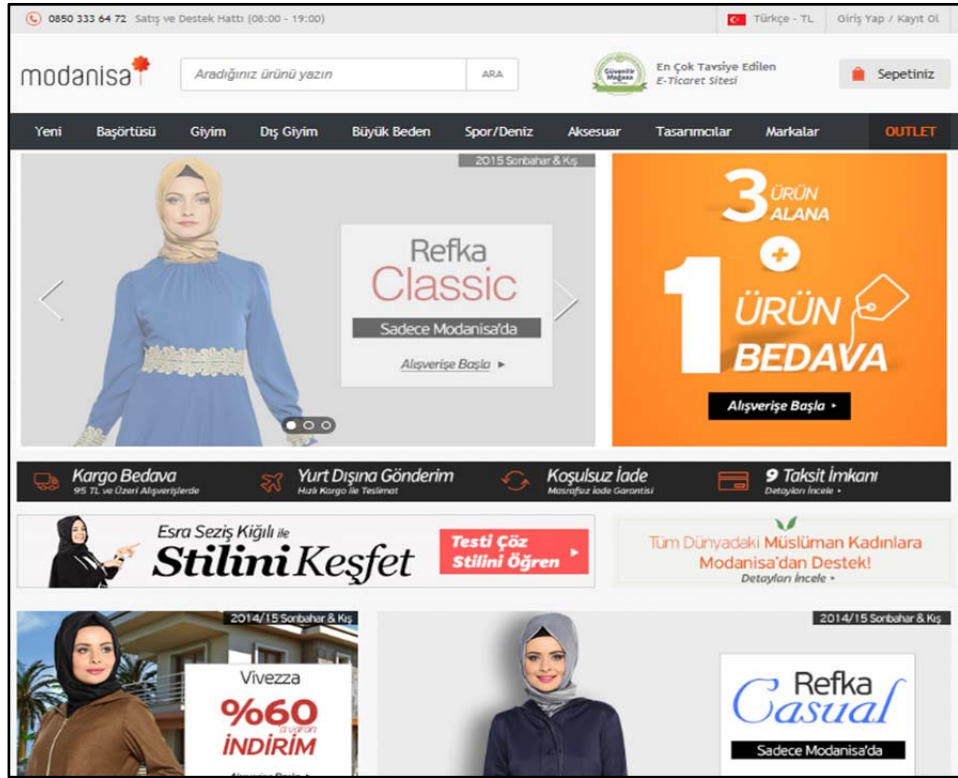 0850 333 64 72 Satış ve Destek Hattı (08:00 - 19:00)
Türkçe - TL
Giriş Yap / Kayıt Ol
modanisa
Aradığınız ürünü yazın
ARA
Güvenilir
Mağaza
En Çok Tavsiye Edilen
E-Ticaret Sitesi
Sepetiniz
Yeni Başörtüsü Giyim Dış Giyim Büyük Beden Spor/Deniz Aksesuar Tasarımcılar Markalar OUTLET
2015 Sonbahar & Kış
Refka
Classic
Sadece Modanisa'da
Alışverişe Başla
3 ÜRÜN
ALANA
+
1 ÜRÜN
BEDAVA
Alışverişe Başla
Kargo Bedava
95 TL ve Üzeri Alışverişlerde
Yurt Dışına Gönderim
Hızlı Kargo ile Teslimat
Koşulsuz İade
Masrafsız İade Garantisi
9 Taksit İmkanı
Detayları İncele
Esra Seziş Kiğılı ile
Stilini Keşfet
Testi Çöz
Stilini Öğren
Tüm Dünyadaki Müslüman Kadınlara
Modanisa'dan Destek!
Detayları İncele
2014/15 Sonbahar & Kış
Vivezza
%60
'a varan
İNDİRİM
Alışverişe Başla
2014/15 Sonbahar & Kış
Refka
Casual
Sadece Modanisa'da